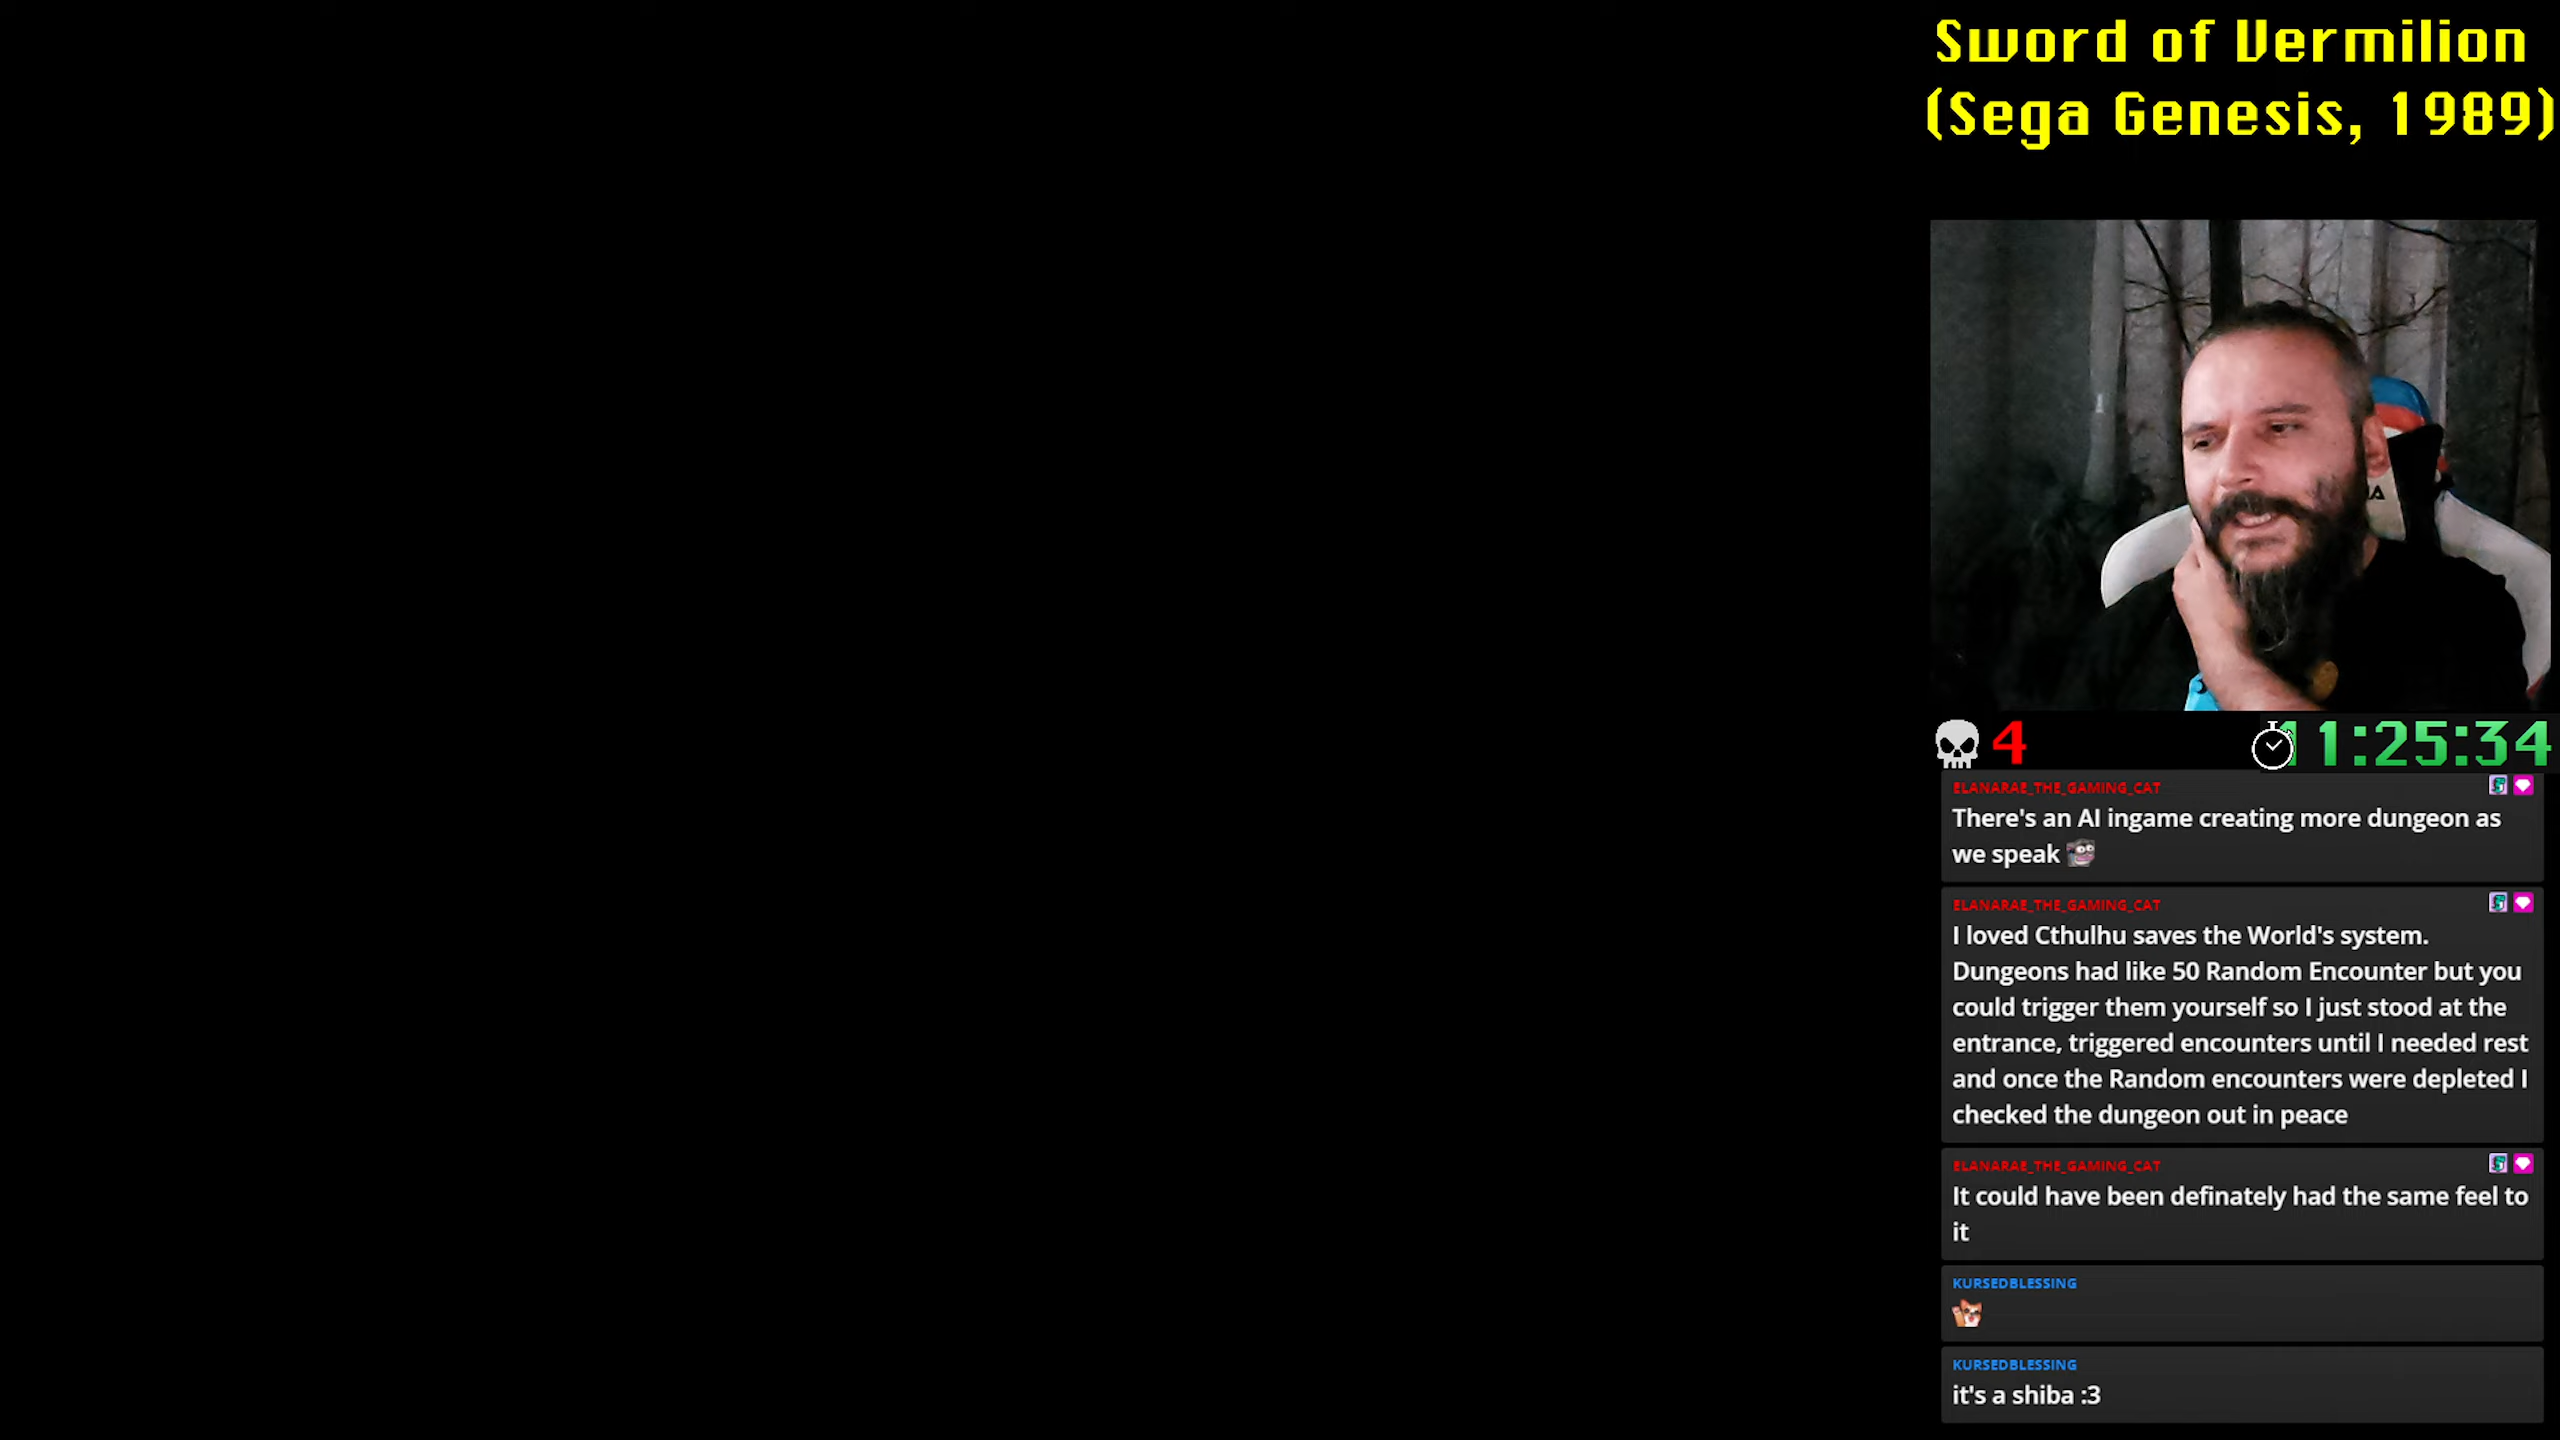 Sword of Vermilion
(Sega Genesis, 1989)
4
11:25:34
ELANARAE_THE_GAMING_CAT
There's an AI ingame creating more dungeon as
we speak
ELANARAE_THE_GAMING_CAT
I loved Cthulhu saves the World's system.
Dungeons had like 50 Random Encounter but you
could trigger them yourself so I just stood at the
entrance, triggered encounters until I needed rest
and once the Random encounters were depleted I
checked the dungeon out in peace
ELANARAE_THE_GAMING_CAT
It could have been definately had the same feel to
it
KURSEDBLESSING
KURSEDBLESSING
it's a shiba :3